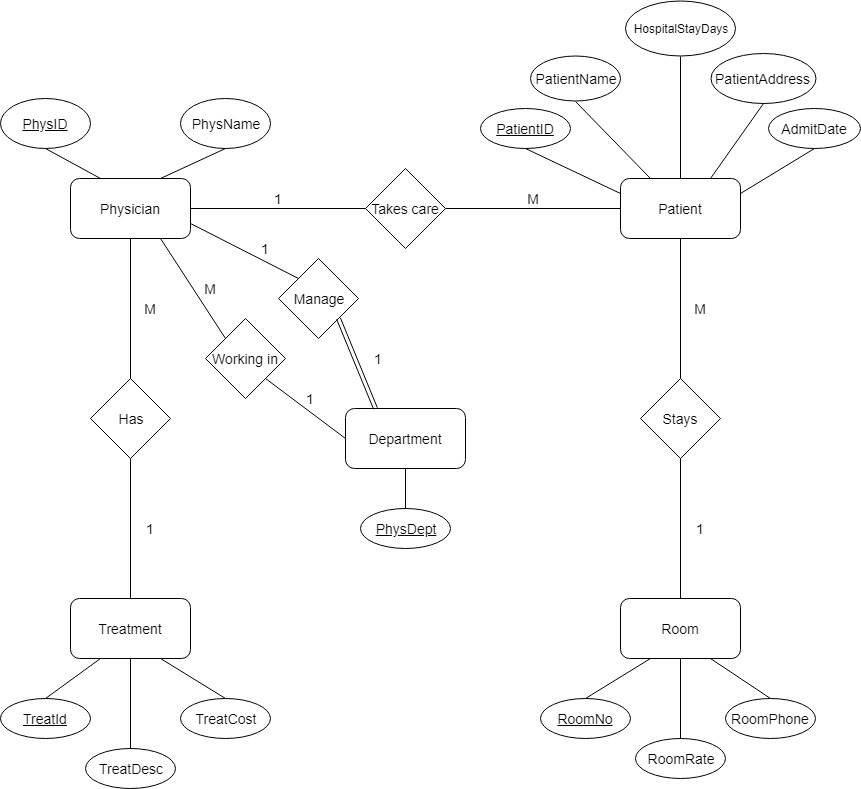 HospitalStayDays
PatientName
PatientAddress
PhysID
PhysName
PatientID
AdmitDate
Physician
1
Takes care
M
Patient
1
M
Manage
M
M
Working in
1
1
Has
Stays
Department
PhysDept
1
1
Treatment
Room
TreatId
TreatCost
RoomNo
RoomPhone
TreatDesc
RoomRate